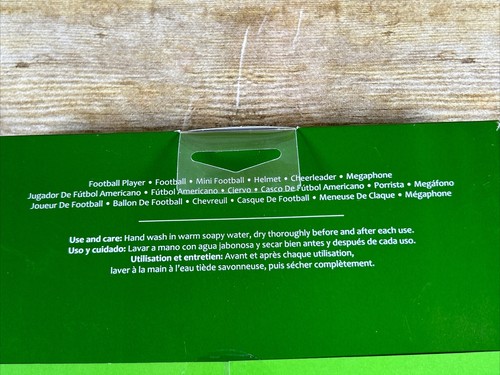 Football Player • Football • Mini Football • Helmet • Cheerleader • Megaphone
Jugador De Fútbol Americano • Fútbol Americano • Ciervo • Casco De Fútbol Americano • Porrista • Megáfono
Joueur De Football • Ballon De Football • Chevreuil • Casque De Football • Meneuse De Claque • Mégaphone
Use and care: Hand wash in warm soapy water, dry thoroughly before and after each use.
Uso y cuidado: Lavar a mano con agua jabonosa y secar bien antes y después de cada uso.
Utilisation et entretien: Avant et après chaque utilisation,
laver à la main à l'eau tiède savonneuse, puis sécher complètement.